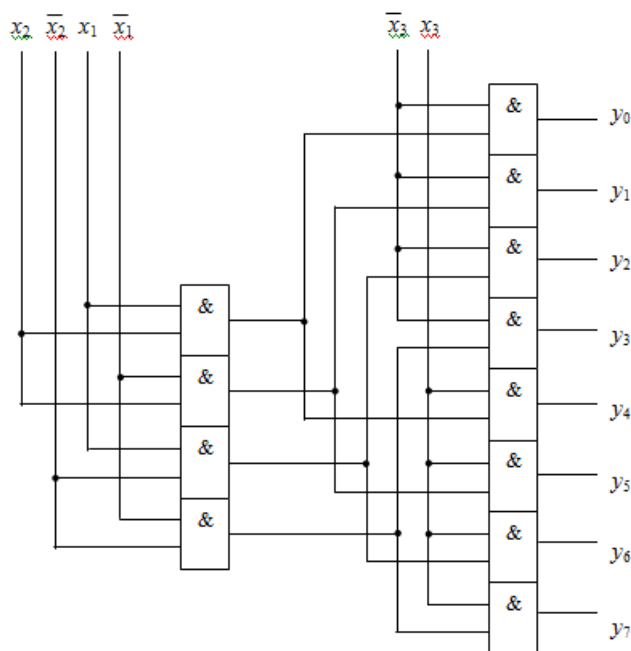 x₂ x̅₂ x₁ x̅₁ x̅₃ x₃
& y₀
& y₁
& y₂
& & y₃
& & y₄
& & y₅
& & y₆
& y₇